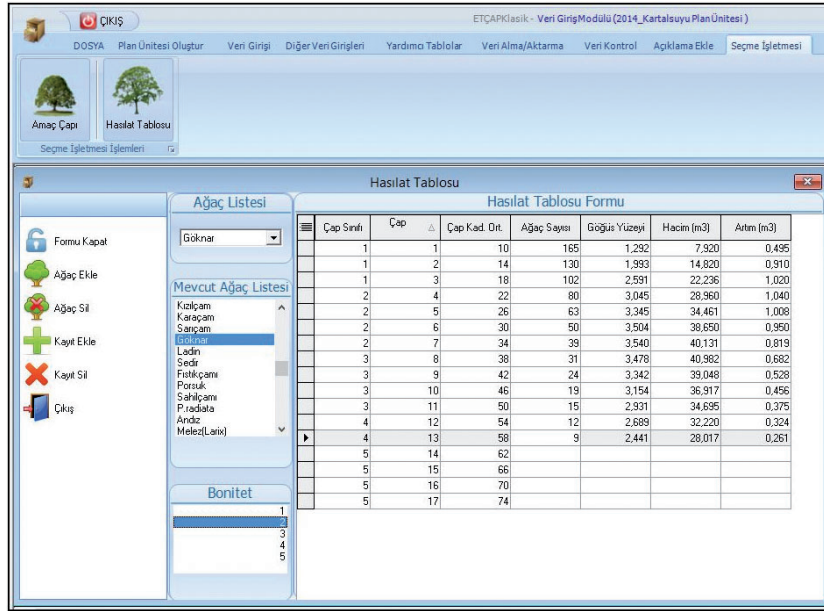 ÇIKIŞ
ETÇAPKlasik - Veri GirişModülü (2014_Kartalsuyu Plan Ünitesi )
DOSYA Plan Ünitesi Oluştur Veri Girişi Diğer Veri Girişleri Yardımcı Tablolar Veri Alma/Aktarma Veri Kontrol Açıklama Ekle Seçme İşletmesi
Amaç Çapı Hasılat Tablosu
Seçme İşletmesi İşlemleri
Hasılat Tablosu
Formu Kapat
Ağaç Ekle
Ağaç Sil
Kayıt Ekle
Kayıt Sil
Çıkış
Ağaç Listesi
Göknar
Mevcut Ağaç Listesi
Kızılçam
Karaçam
Sarıçam
Göknar
Ladin
Sedir
Fıstıkçamı
Porsuk
Sahilçamı
P.radiata
Andız
Melez(Larix)
Bonitet
1
2
3
4
5
Hasılat Tablosu Formu
Çap Sınıfı Çap Çap Kad. Ort. Ağaç Sayısı Göğüs Yüzeyi Hacim (m3) Artım (m3)
1 1 10 165 1,292 7,920 0,495
1 2 14 130 1,993 14,820 0,910
1 3 18 102 2,591 22,236 1,020
2 4 22 80 3,045 28,960 1,040
2 5 26 63 3,345 34,461 1,008
2 6 30 50 3,504 38,650 0,950
2 7 34 39 3,540 40,131 0,819
3 8 38 31 3,478 40,982 0,682
3 9 42 24 3,342 39,048 0,528
3 10 46 19 3,154 36,917 0,456
3 11 50 15 2,931 34,695 0,375
4 12 54 12 2,689 32,220 0,324
4 13 58 9 2,441 28,017 0,261
5 14 62
5 15 66
5 16 70
5 17 74